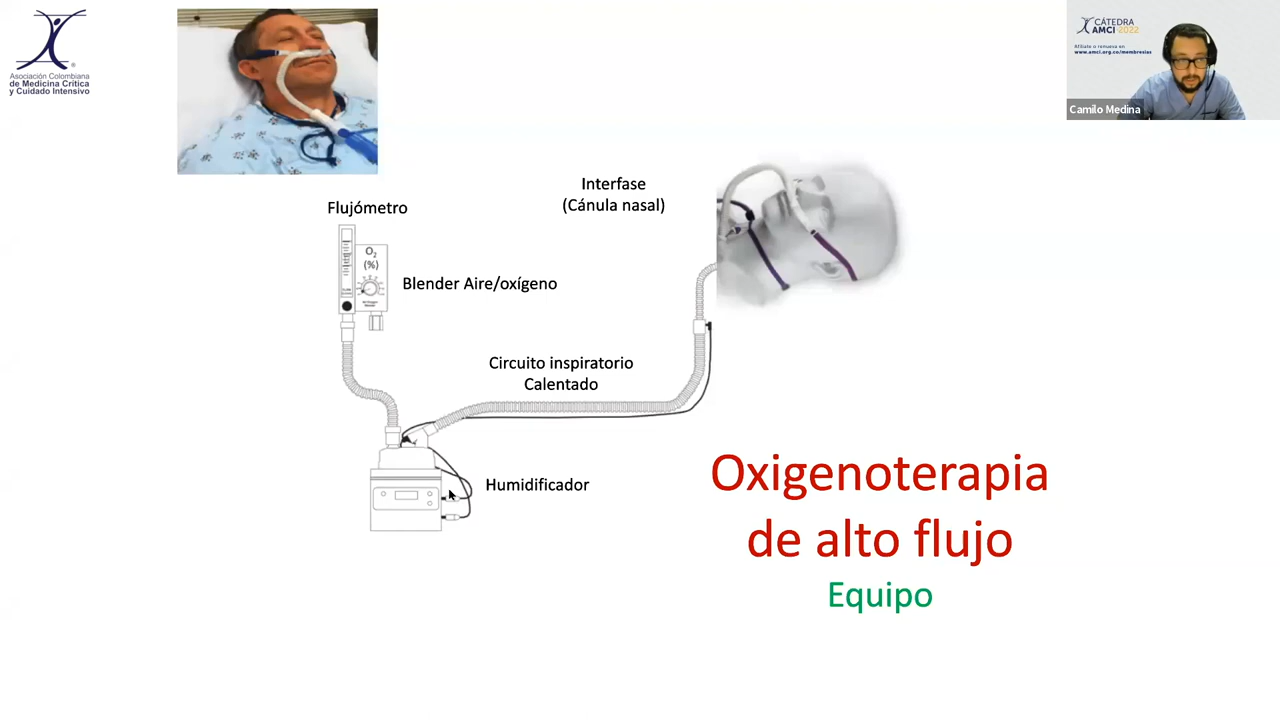 Asociación Colombiana
de Medicina Crítica
y Cuidado Intensivo
CÁTEDRA
AMCI 2022
Afíliate o renueva en
www.amci.org.co/membresias
Camilo Medina
Interfase
(Cánula nasal)
Flujómetro
O2
(%)
Blender Aire/oxígeno
Circuito inspiratorio
Calentado
Humidificador
Oxigenoterapia
de alto flujo
Equipo